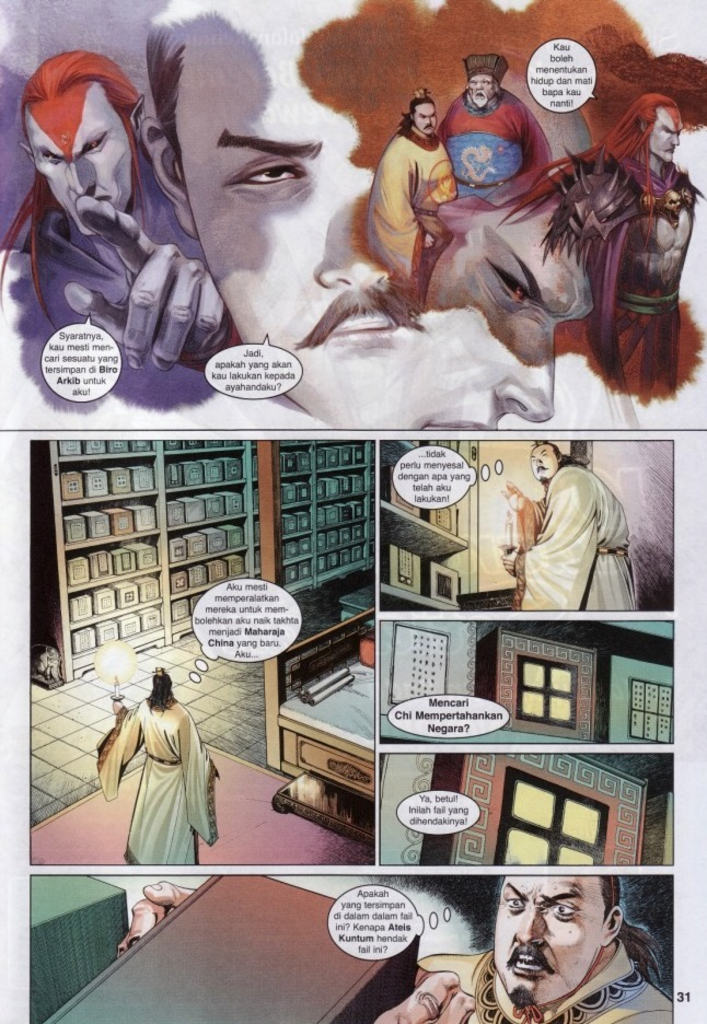 Kau
boleh
menentukan
hidup dan mati
bapa kau
nanti!
Syaratnya,
kau mesti men-
cari sesuatu yang
tersimpan di Biro
Arkib untuk
aku!
Jadi,
apakah yang akan
kau lakukan kepada
ayahandaku?
Aku mesti
memperalatkan
mereka untuk mem-
bolehkan aku naik takhta
menjadi Maharaja
China yang baru.
Aku...
...tidak
perlu menyesal
dengan apa yang
telah aku
lakukan!
Mencari
Chi Mempertahankan
Negara?
Ya, betul!
Inilah fail yang
dihendakinya!
Apakah
yang tersimpan
di dalam dalam fail
ini? Kenapa Ateis
Kuntum hendak
fail ini?
31